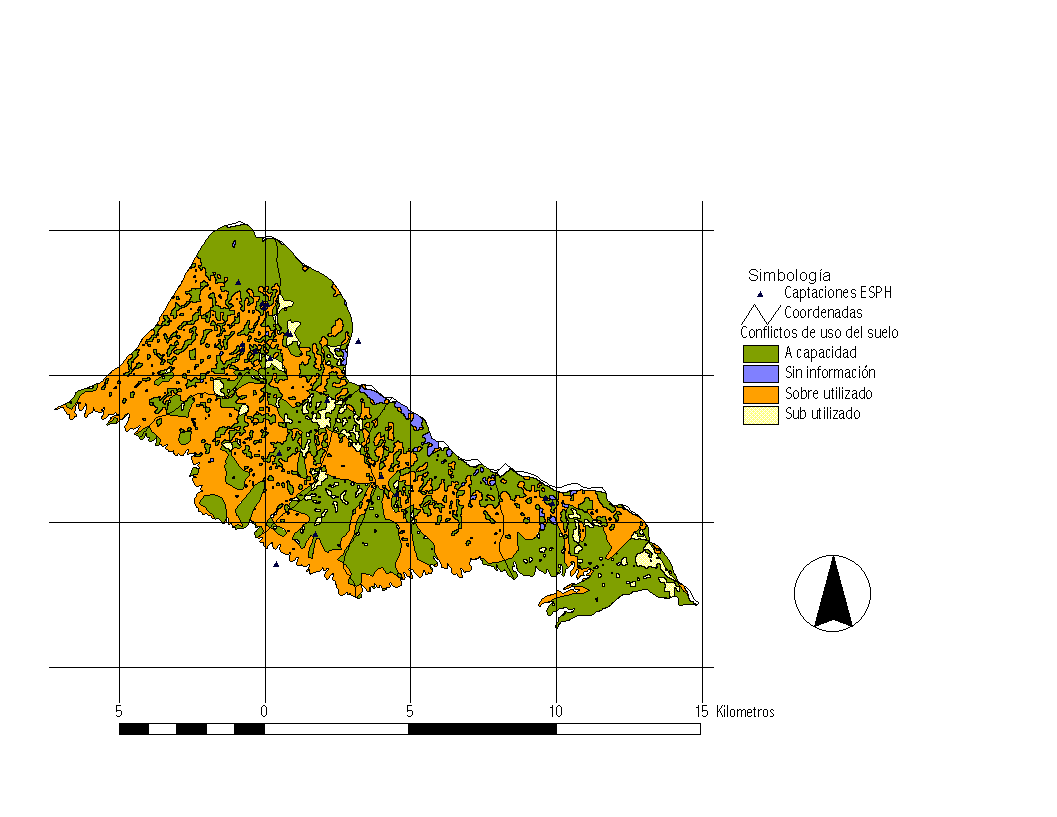 Simbología
Captaciones ESPH
Coordenadas
Conflictos de uso del suelo
A capacidad
Sin información
Sobre utilizado
Sub utilizado
5 0 5 10 15 Kilometros